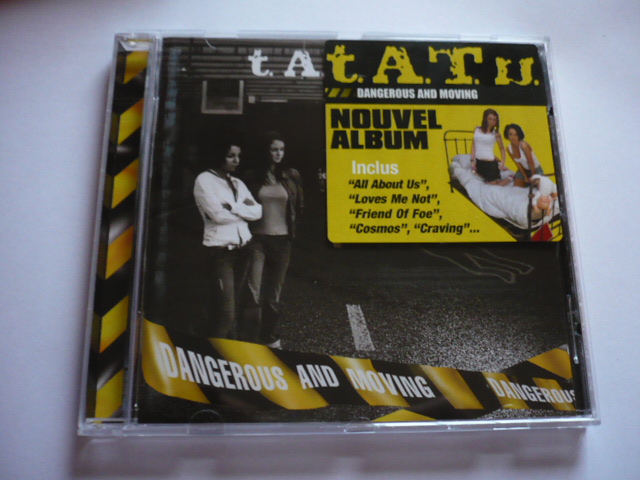 t.A
t.A.T.u.
DANGEROUS AND MOVING
NOUVEL
ALBUM
Inclus
"All About Us",
"Loves Me Not",
"Friend Of Foe",
"Cosmos", "Craving"...
DANGEROUS AND MOVING
DANGEROUS